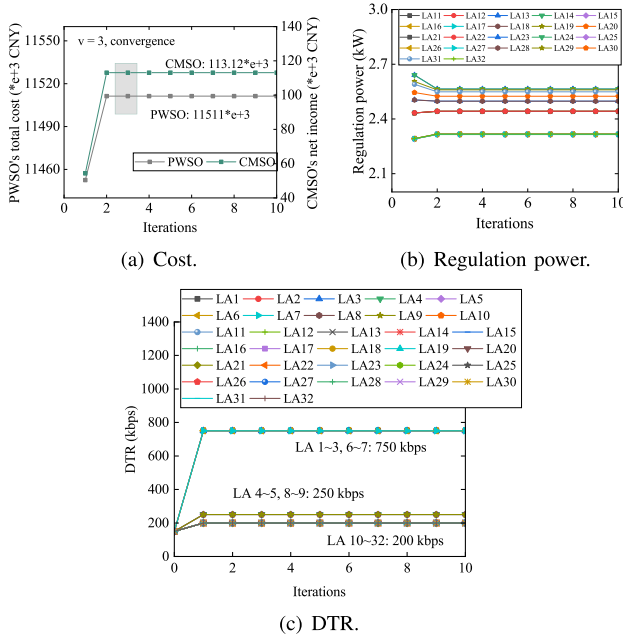 11560
11520
11490
11460
PWSO's total cost (*e+3 CNY)
v = 3, convergence
CMSO: 113.12*e+3
PWSO: 11511*e+3
PWSO CMSO
140
120
100
80
60
40
CMSO's net income (*e+3 CNY)
0 2 4 6 8 10
Iterations
(a) Cost.
3.0
2.7
2.4
2.1
Regulation power (kW)
LA11 LA12 LA13 LA14 LA15
LA16 LA17 LA18 LA19 LA20
LA21 LA22 LA23 LA24 LA25
LA26 LA27 LA28 LA29 LA30
LA31 LA32
0 2 4 6 8 10
Iterations
(b) Regulation power.
LA1 LA2 LA3 LA4 LA5
LA6 LA7 LA8 LA9 LA10
LA11 LA12 LA13 LA14 LA15
LA16 LA17 LA18 LA19 LA20
LA21 LA22 LA23 LA24 LA25
LA26 LA27 LA28 LA29 LA30
LA31 LA32
1400
1200
1000
800
600
400
200
0
DTR (kbps)
LA 1~3, 6~7: 750 kbps
LA 4~5, 8~9: 250 kbps
LA 10~32: 200 kbps
0 2 4 6 8 10
Iterations
(c) DTR.